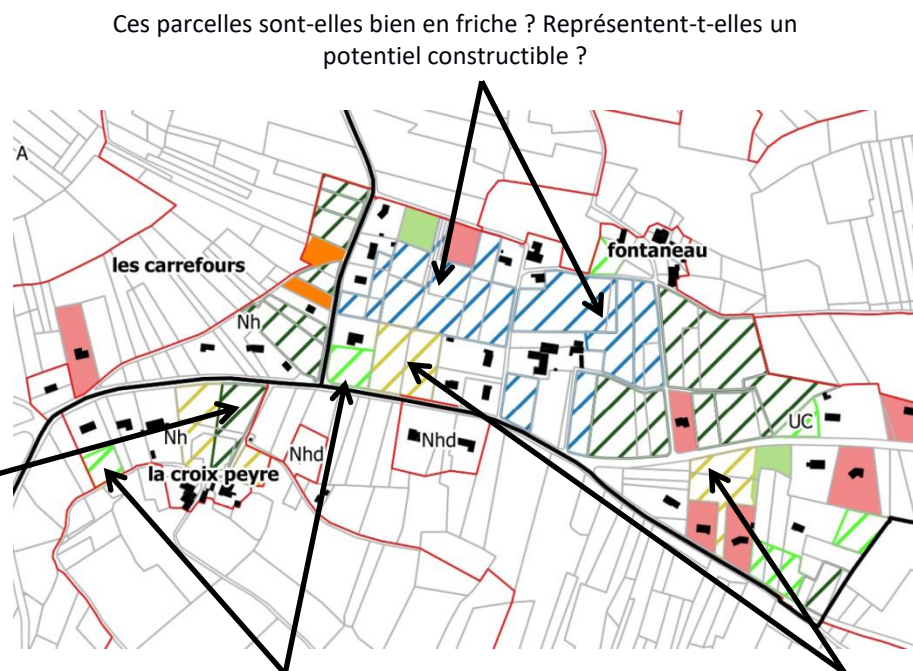 Ces parcelles sont-elles bien en friche ? Représentent-t-elles un
potentiel constructible ?
A
fontaneau
les carrefours
Nh
UC
Nh
Nhd
Nhd
la croix peyre